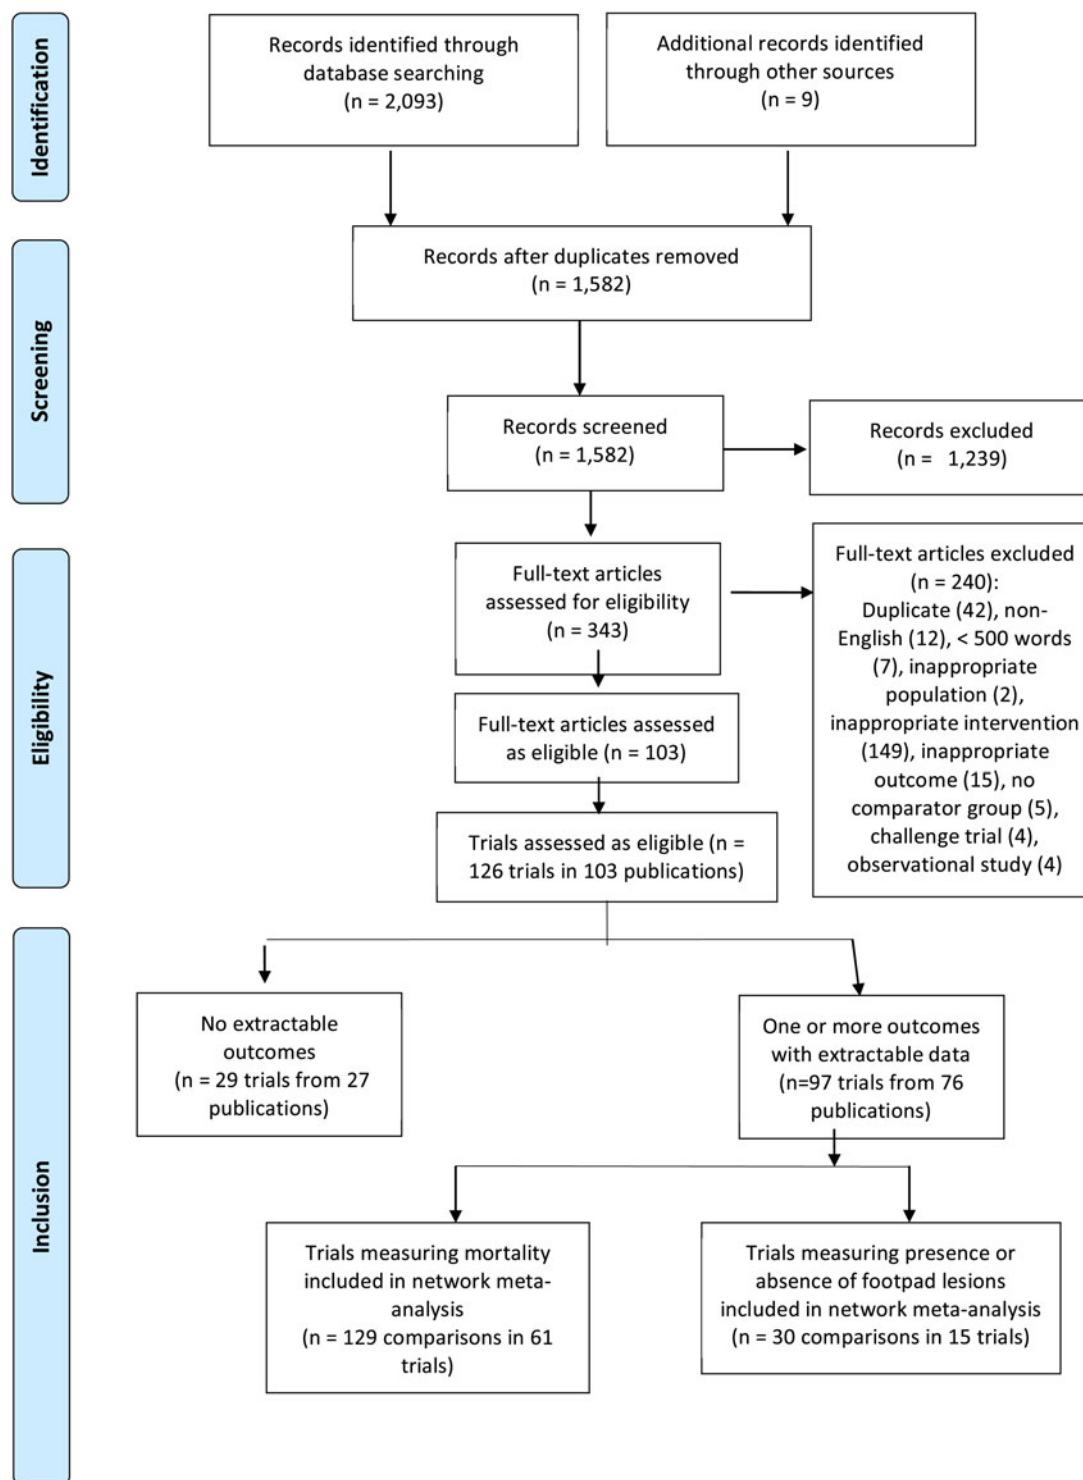 Identification
Records identified through
database searching
(n = 2,093)
Additional records identified
through other sources
(n = 9)
Screening
Records after duplicates removed
(n = 1,582)
Records screened
(n = 1,582)
Records excluded
(n = 1,239)
Eligibility
Full-text articles
assessed for eligibility
(n = 343)
Full-text articles excluded
(n = 240):
Duplicate (42), non-
English (12), < 500 words
(7), inappropriate
population (2),
inappropriate intervention
(149), inappropriate
outcome (15), no
comparator group (5),
challenge trial (4),
observational study (4)
Full-text articles assessed
as eligible (n = 103)
Trials assessed as eligible (n =
126 trials in 103 publications)
Inclusion
No extractable
outcomes
(n = 29 trials from 27
publications)
One or more outcomes
with extractable data
(n=97 trials from 76
publications)
Trials measuring mortality
included in network meta-
analysis
(n = 129 comparisons in 61
trials)
Trials measuring presence or
absence of footpad lesions
included in network meta-analysis
(n = 30 comparisons in 15 trials)